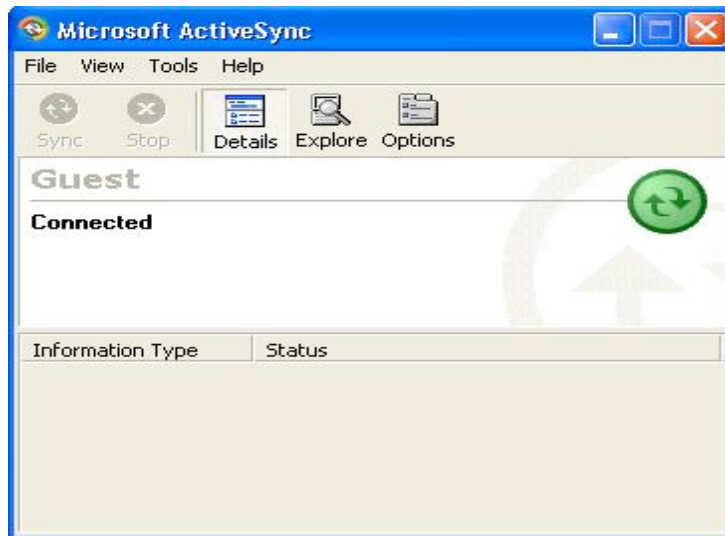 Microsoft ActiveSync
File View Tools Help
Sync Stop Details Explore Options
Guest
Connected
Information Type Status